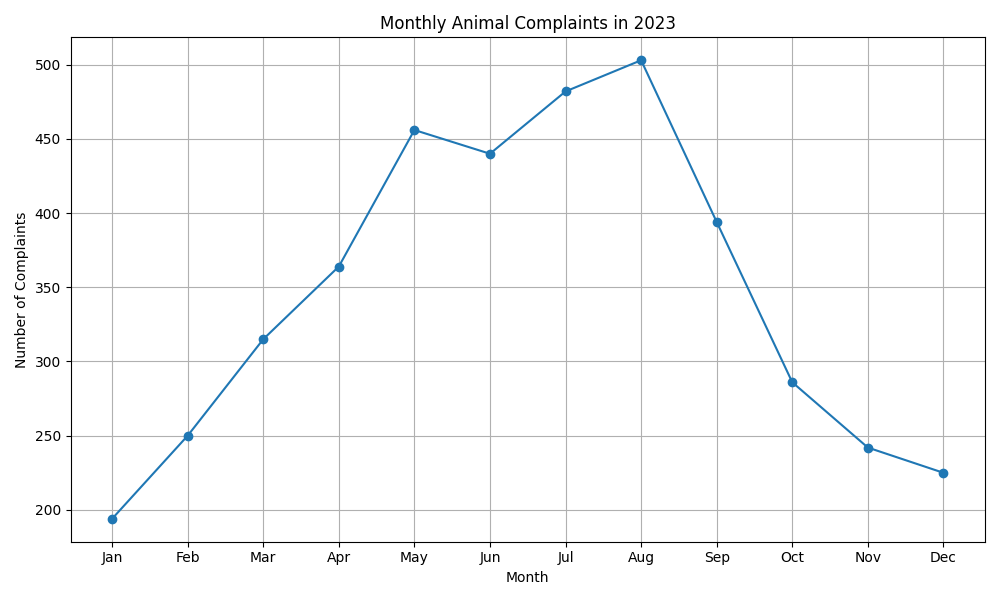 Monthly Animal Complaints in 2023
Number of Complaints
500
450
400
350
300
250
200
Jan Feb Mar Apr May Jun Jul Aug Sep Oct Nov Dec
Month